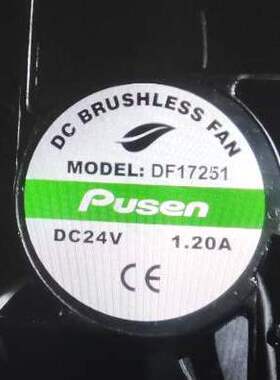 DC BRUSHLESS FAN
MODEL: DF17251
Pusen
DC24V 1.20A
CE